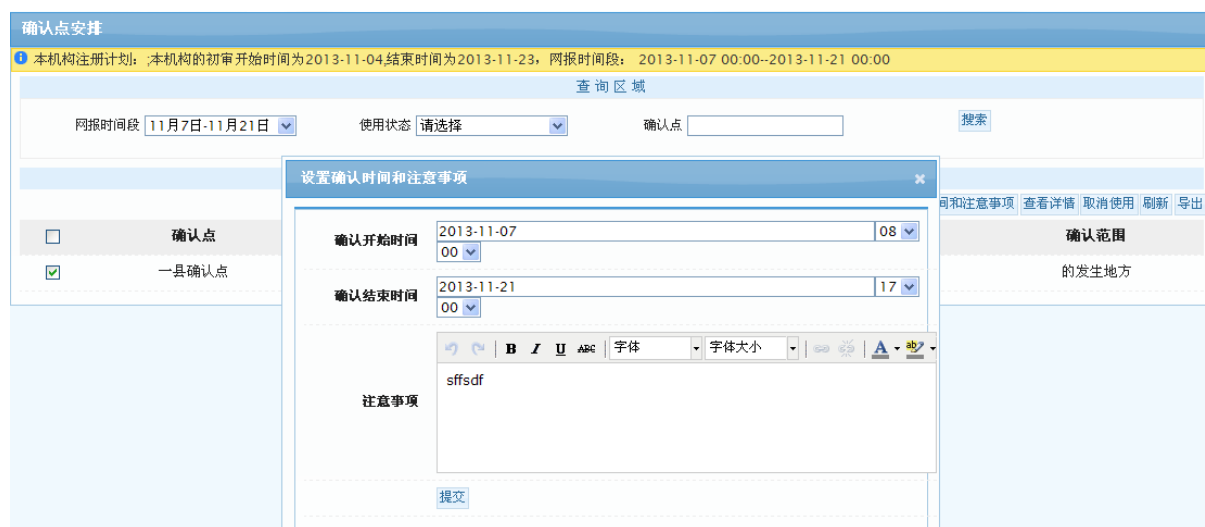 确认点安排
本机构注册计划：;本机构的初审开始时间为2013-11-04,结束时间为2013-11-23，网报时间段： 2013-11-07 00:00--2013-11-21 00:00
查询区域
网报时间段 11月7日-11月21日 使用状态 请选择 确认点 搜索
设置确认时间和注意事项
间和注意事项 查看详情 取消使用 刷新 导出
确认点 确认范围
一县确认点 的发生地方
确认开始时间 2013-11-07 08
00
确认结束时间 2013-11-21 17
00
B I U ABC 字体 字体大小 A ab
注意事项 sffsdf
提交